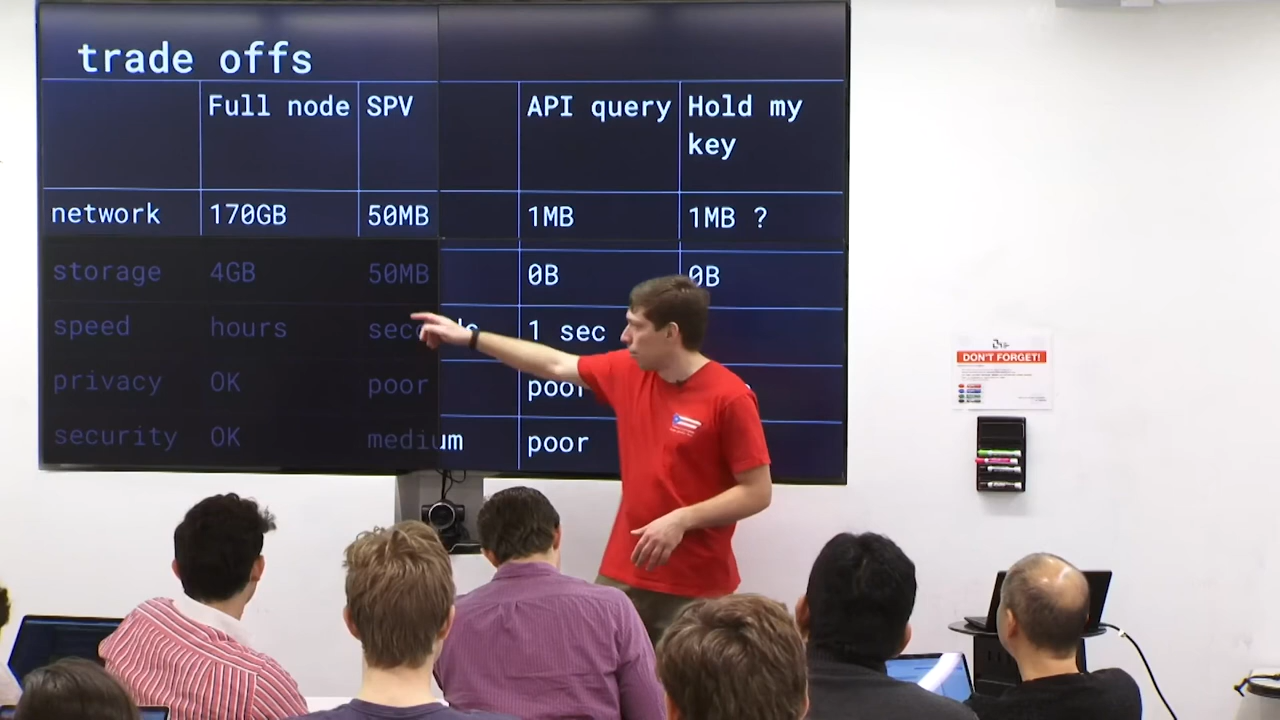 trade offs
Full node SPV API query Hold my
key
network 170GB 50MB 1MB 1MB ?
storage 4GB 50MB 0B 0B
speed hours 1 sec
privacy OK poor poor
security OK medium poor
DON'T FORGET!